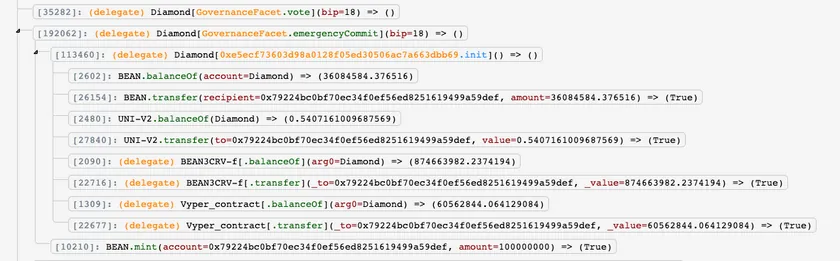 [35282]: (delegate) Diamond[GovernanceFacet.vote](bip=18) => ()
[192062]: (delegate) Diamond[GovernanceFacet.emergencyCommit](bip=18) => ()
[113460]: (delegate) Diamond[0xe5ecf73603d98a0128f05ed30506ac7a663dbb69.init]() => ()
[2602]: BEAN.balanceOf(account=Diamond) => (36084584.376516)
[26154]: BEAN.transfer(recipient=0x79224bc0bf70ec34f0ef56ed8251619499a59def, amount=36084584.376516) => (True)
[2480]: UNI-V2.balanceOf(Diamond) => (0.5407161009687569)
[27840]: UNI-V2.transfer(to=0x79224bc0bf70ec34f0ef56ed8251619499a59def, value=0.5407161009687569) => (True)
[2090]: (delegate) BEAN3CRV-f[.balanceOf](arg0=Diamond) => (874663982.2374194)
[22716]: (delegate) BEAN3CRV-f[.transfer](_to=0x79224bc0bf70ec34f0ef56ed8251619499a59def, _value=874663982.2374194) => (True)
[1309]: (delegate) Vyper_contract[.balanceOf](arg0=Diamond) => (60562844.064129084)
[22677]: (delegate) Vyper_contract[.transfer](_to=0x79224bc0bf70ec34f0ef56ed8251619499a59def, _value=60562844.064129084) => (True)
[10210]: BEAN.mint(account=0x79224bc0bf70ec34f0ef56ed8251619499a59def, amount=100000000) => (True)